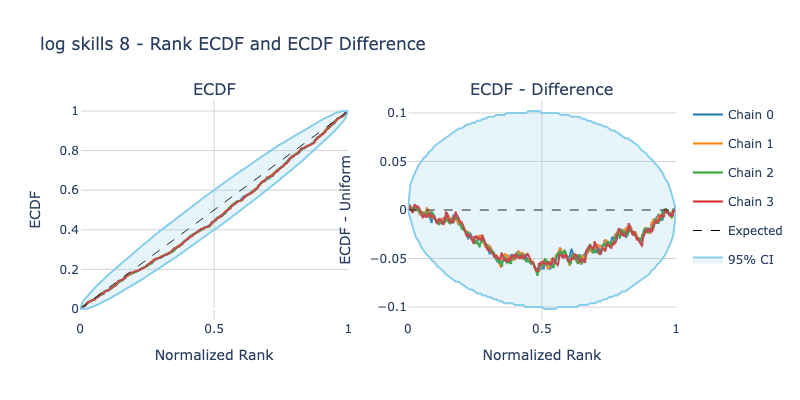 log skills 8 - Rank ECDF and ECDF Difference
ECDF
ECDF
1
0.8
0.6
0.4
0.2
0
0
0.5
1
Normalized Rank
ECDF - Difference
ECDF - Uniform
0.1
0.05
0
−0.05
−0.1
0
0.5
1
Normalized Rank
Chain 0
Chain 1
Chain 2
Chain 3
Expected
95% CI